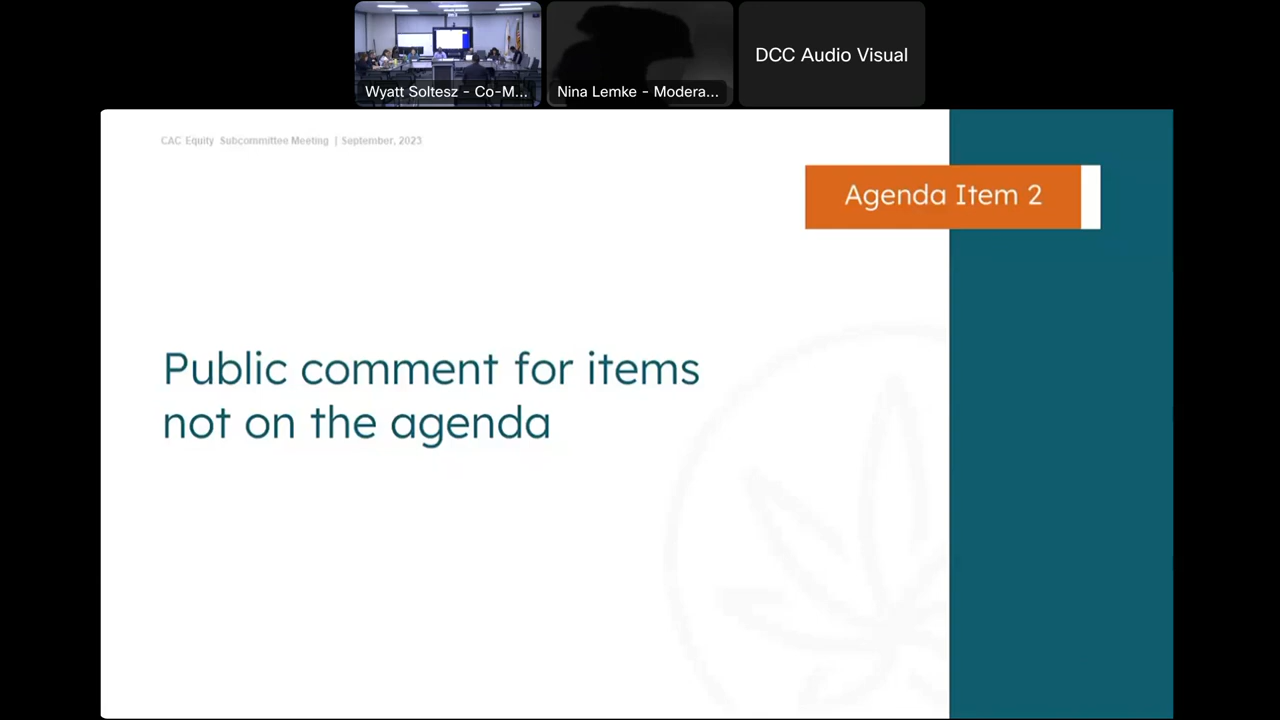 Wyatt Soltesz - Co-M...
Nina Lemke - Modera...
DCC Audio Visual
CAC Equity Subcommittee Meeting | September, 2023
Agenda Item 2
Public comment for items
not on the agenda